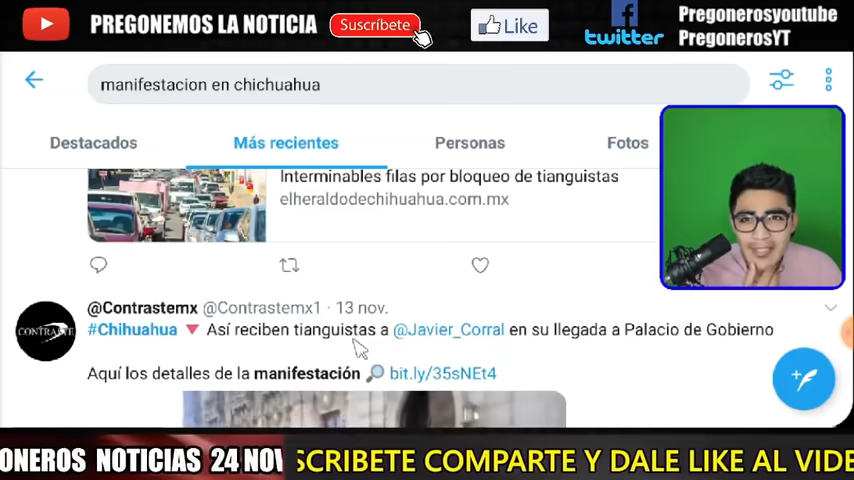 PREGONEMOS LA NOTICIA
Suscríbete
Like
twitter
Pregonerosyoutube
PregonerosYT
manifestacion en chichuahua
Destacados
Más recientes
Personas
Fotos
Interminables filas por bloqueo de tianguistas
elheraldodechihuahua.com.mx
@Contrastemx @Contrastemx1 · 13 nov.
CONTRASTE
#Chihuahua 🔻 Así reciben tianguistas a @Javier_Corral en su llegada a Palacio de Gobierno
Aquí los detalles de la manifestación 🔎 bit.ly/35sNEt4
ONEROS NOTICIAS 24 NOV
SCRIBETE COMPARTE Y DALE LIKE AL VIDE